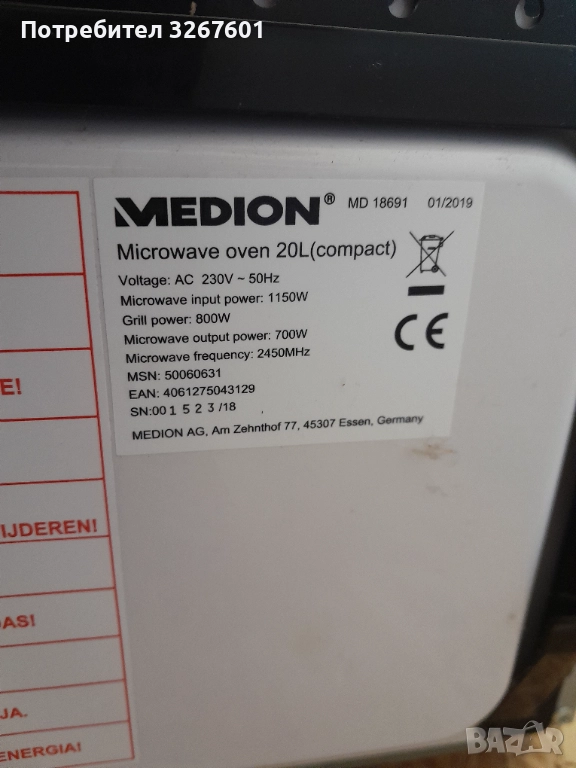 Потребител 3267601
MEDION® MD 18691 01/2019
Microwave oven 20L(compact)
Voltage: AC 230V ~ 50Hz
Microwave input power: 1150W
Grill power: 800W
Microwave output power: 700W
Microwave frequency: 2450MHz
MSN: 50060631
EAN: 4061275043129
SN:00 1 5 2 3 /18
MEDION AG, Am Zehnthof 77, 45307 Essen, Germany
CE
E!
IJDEREN!
AS!
JA.
ENERGIA!
BAZAR